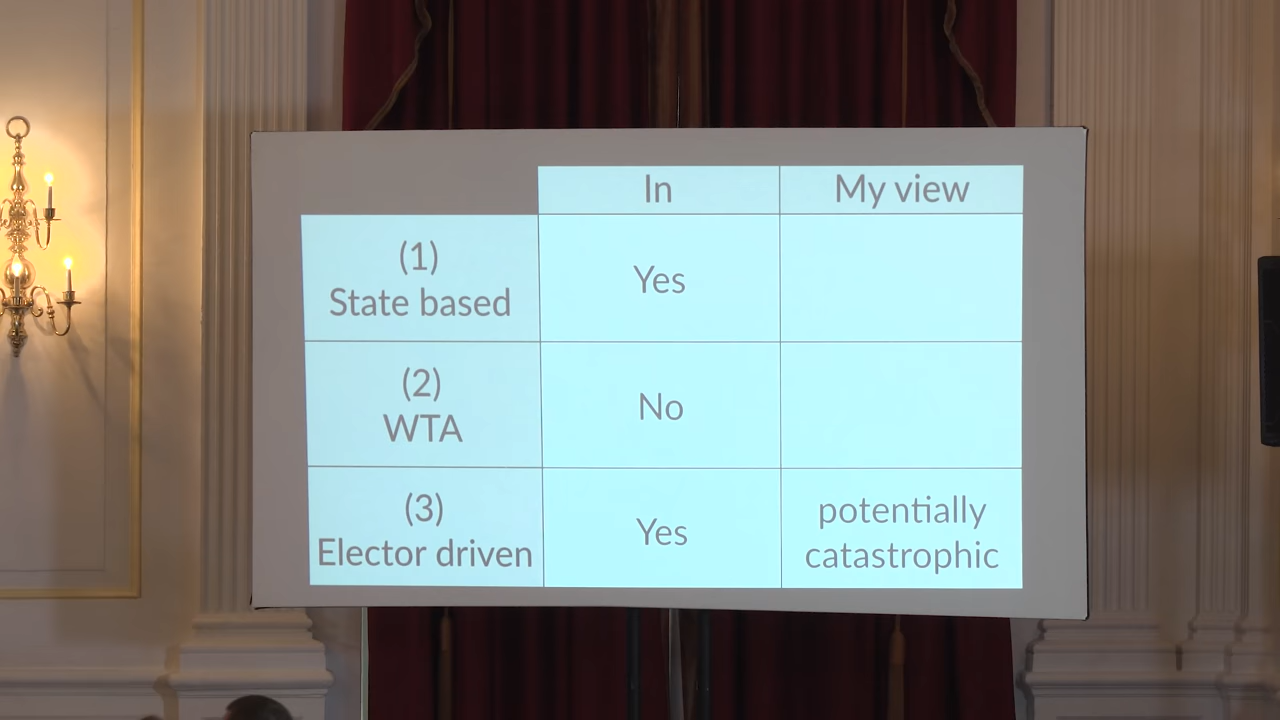 In My view
(1)
State based
Yes
(2)
WTA
No
(3)
Elector driven
Yes
potentially
catastrophic